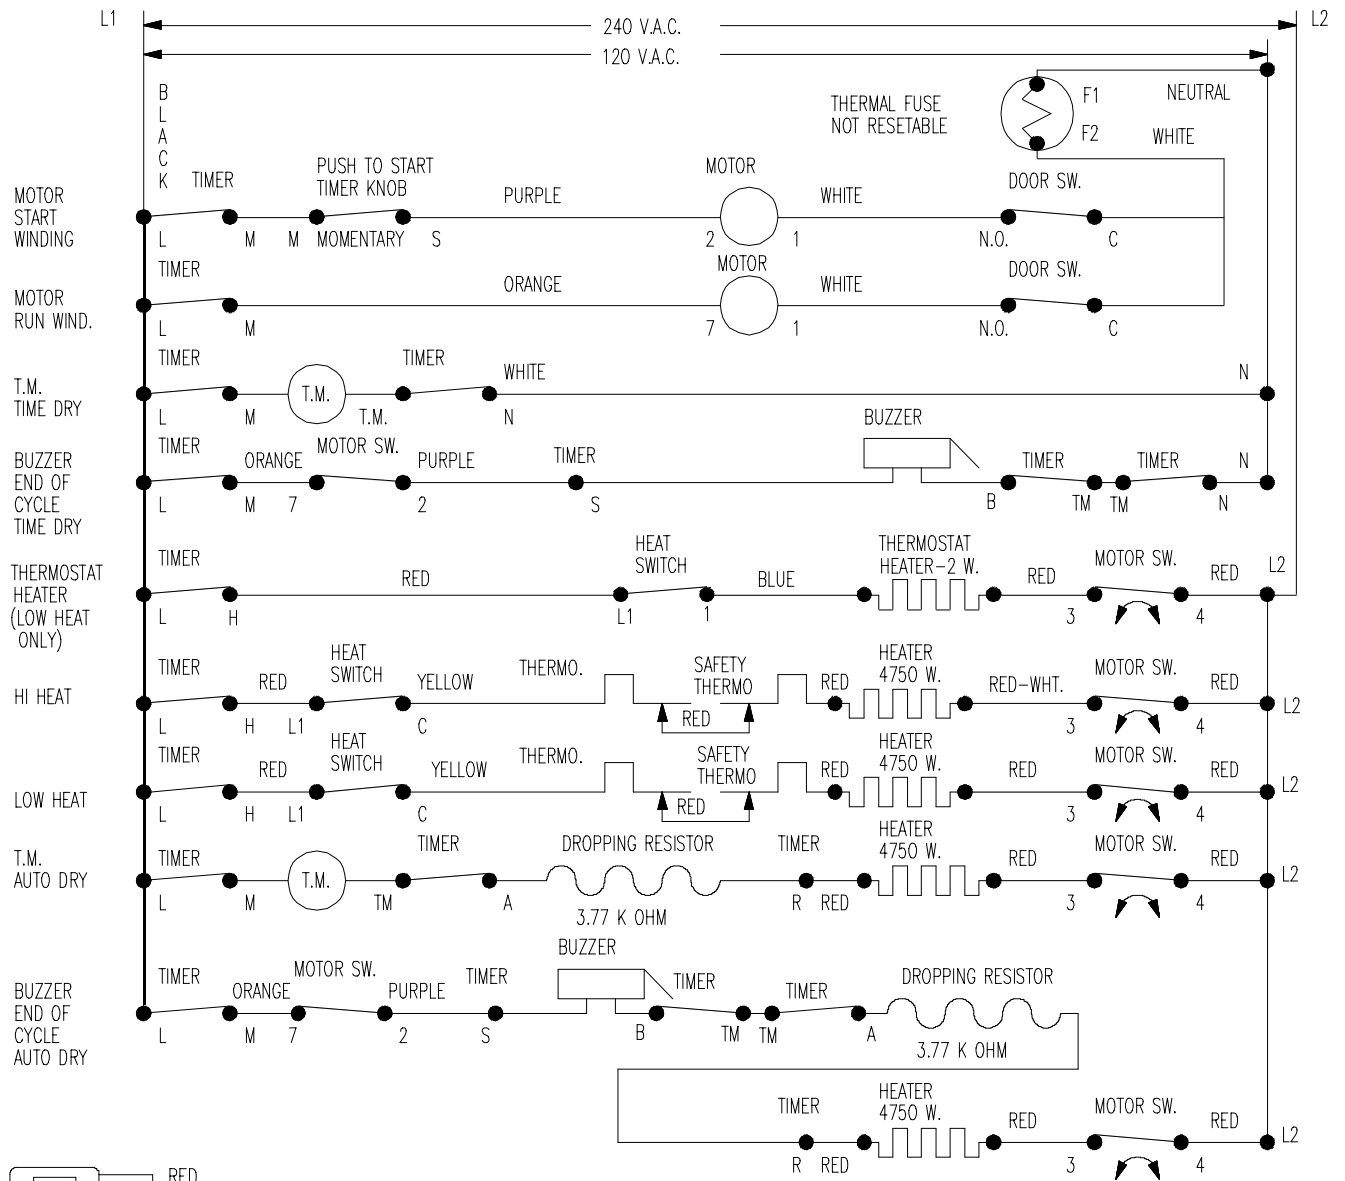 L1
240 V.A.C.
L2
120 V.A.C.
BLACK
THERMAL FUSE
NOT RESETABLE
F1
F2
NEUTRAL
WHITE
MOTOR
START
WINDING
TIMER
PUSH TO START
TIMER KNOB
PURPLE
MOTOR
WHITE
DOOR SW.
L
M
M
MOMENTARY
S
2
1
N.O.
C
MOTOR
RUN WIND.
TIMER
ORANGE
MOTOR
WHITE
DOOR SW.
L
M
7
1
N.O.
C
T.M.
TIME DRY
TIMER
T.M.
TIMER
WHITE
N
L
M
T.M.
N
BUZZER
END OF
CYCLE
TIME DRY
TIMER
ORANGE
MOTOR SW.
PURPLE
TIMER
BUZZER
TIMER
TIMER
N
L
M
7
2
S
B
TM
TM
N
THERMOSTAT
HEATER
(LOW HEAT
ONLY)
TIMER
RED
HEAT
SWITCH
BLUE
THERMOSTAT
HEATER-2 W.
RED
MOTOR SW.
RED
L2
L
H
L1
1
3
4
HI HEAT
TIMER
RED
HEAT
SWITCH
YELLOW
THERMO.
SAFETY
THERMO
RED
RED
HEATER
4750 W.
RED-WHT.
MOTOR SW.
RED
L2
L
H
L1
C
3
4
LOW HEAT
TIMER
RED
HEAT
SWITCH
YELLOW
THERMO.
SAFETY
THERMO
RED
RED
HEATER
4750 W.
RED
MOTOR SW.
RED
L2
L
H
L1
C
3
4
T.M.
AUTO DRY
TIMER
T.M.
TIMER
DROPPING RESISTOR
3.77 K OHM
TIMER
HEATER
4750 W.
RED
MOTOR SW.
RED
L2
L
M
TM
A
R
RED
3
4
BUZZER
END OF
CYCLE
AUTO DRY
TIMER
ORANGE
MOTOR SW.
PURPLE
TIMER
BUZZER
TIMER
TIMER
DROPPING RESISTOR
3.77 K OHM
L
M
7
2
S
B
TM
TM
A
TIMER
HEATER
4750 W.
RED
MOTOR SW.
RED
L2
R
RED
3
4
RED